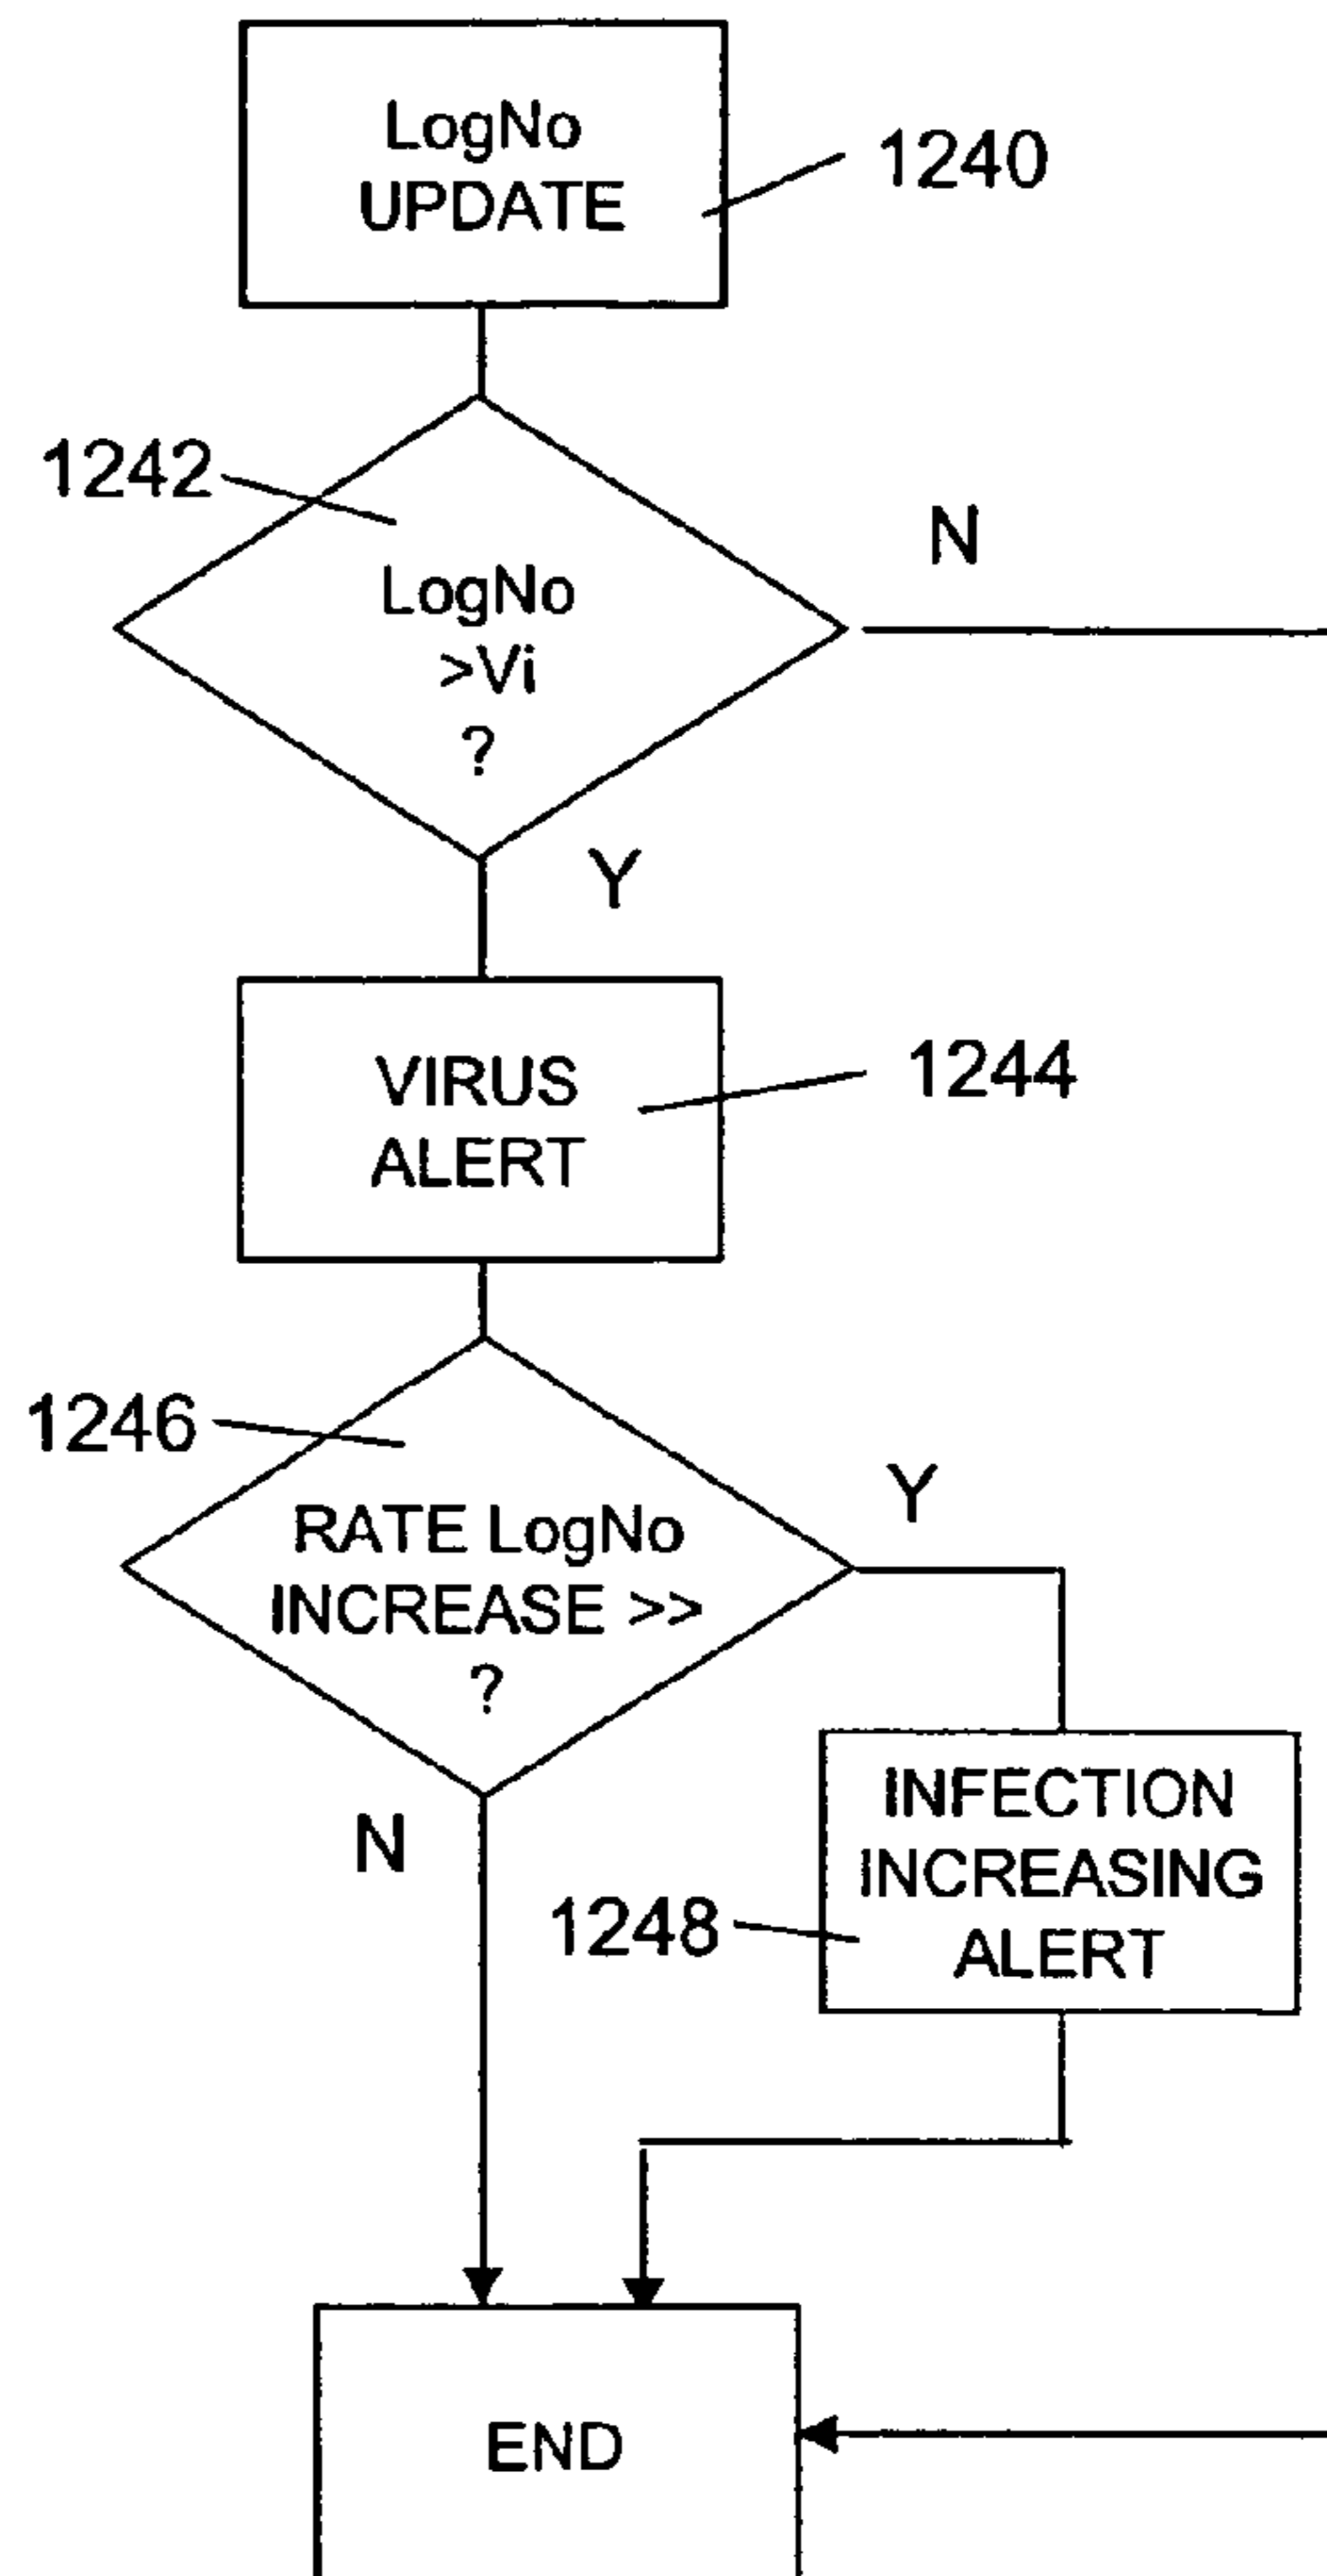 LogNo
UPDATE
1240
1242
LogNo
>Vi
?
N
Y
VIRUS
ALERT
1244
1246
RATE LogNo
INCREASE >>
?
Y
N
INFECTION
INCREASING
ALERT
1248
END